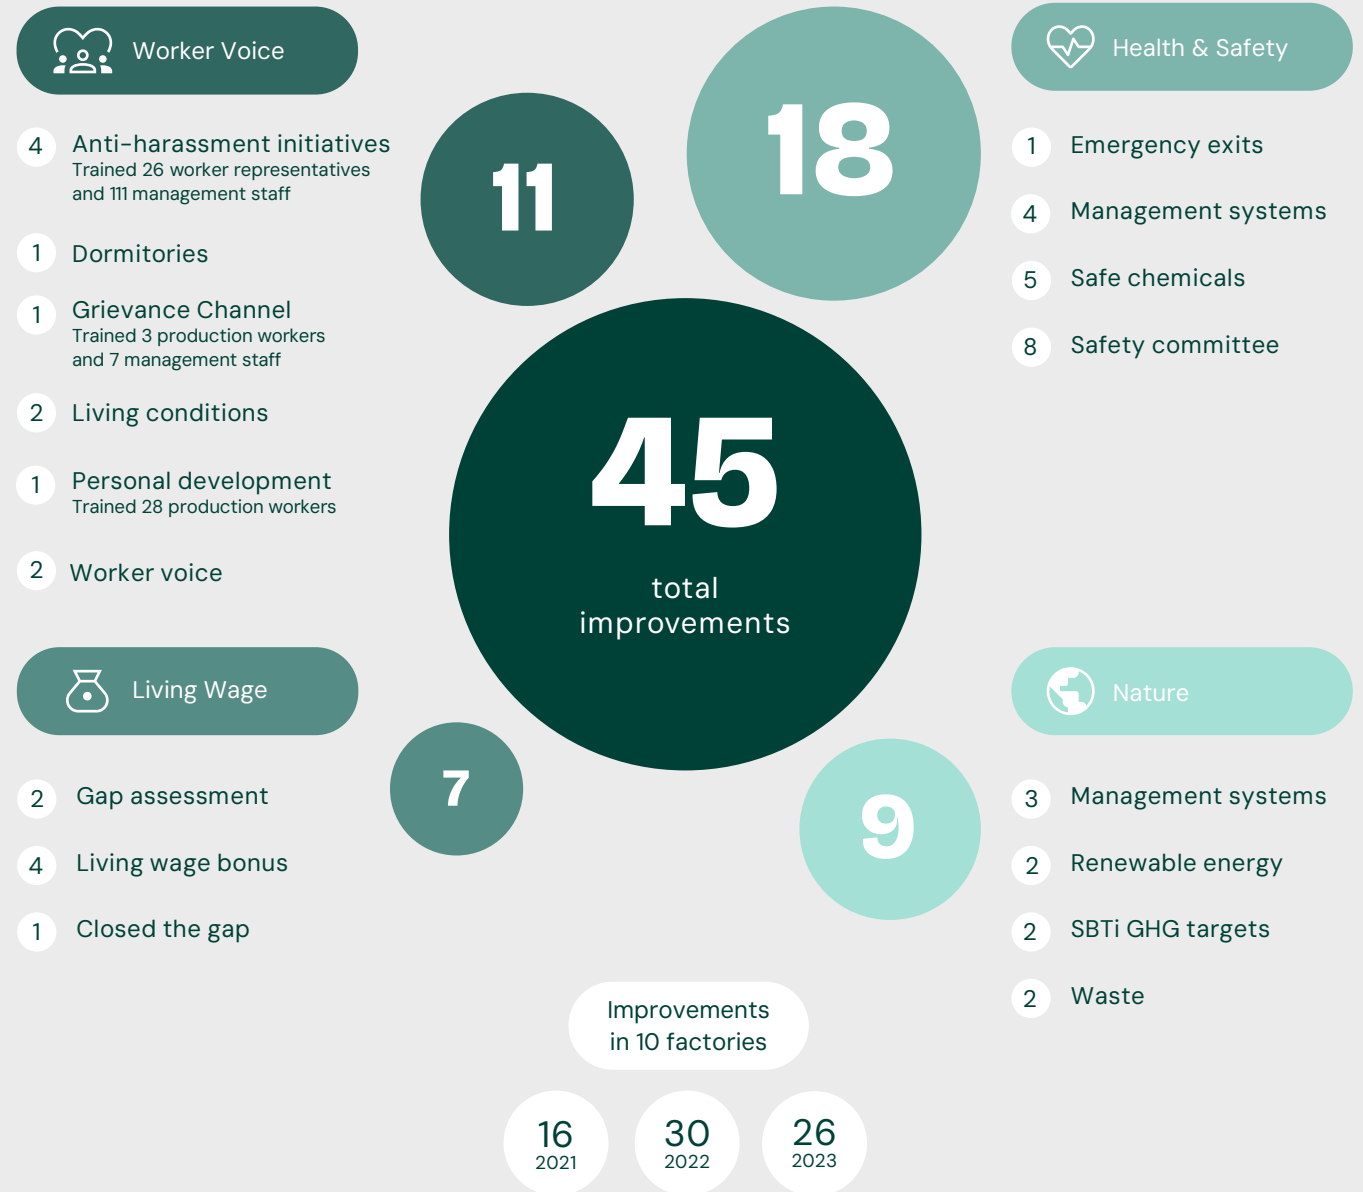 Worker Voice
4 Anti-harassment initiatives
Trained 26 worker representatives
and 111 management staff
1 Dormitories
1 Grievance Channel
Trained 3 production workers
and 7 management staff
2 Living conditions
1 Personal development
Trained 28 production workers
2 Worker voice
11
18
45
total
improvements
7
9
Health & Safety
1 Emergency exits
4 Management systems
5 Safe chemicals
8 Safety committee
Living Wage
2 Gap assessment
4 Living wage bonus
1 Closed the gap
Nature
3 Management systems
2 Renewable energy
2 SBTi GHG targets
2 Waste
Improvements
in 10 factories
16
2021
30
2022
26
2023